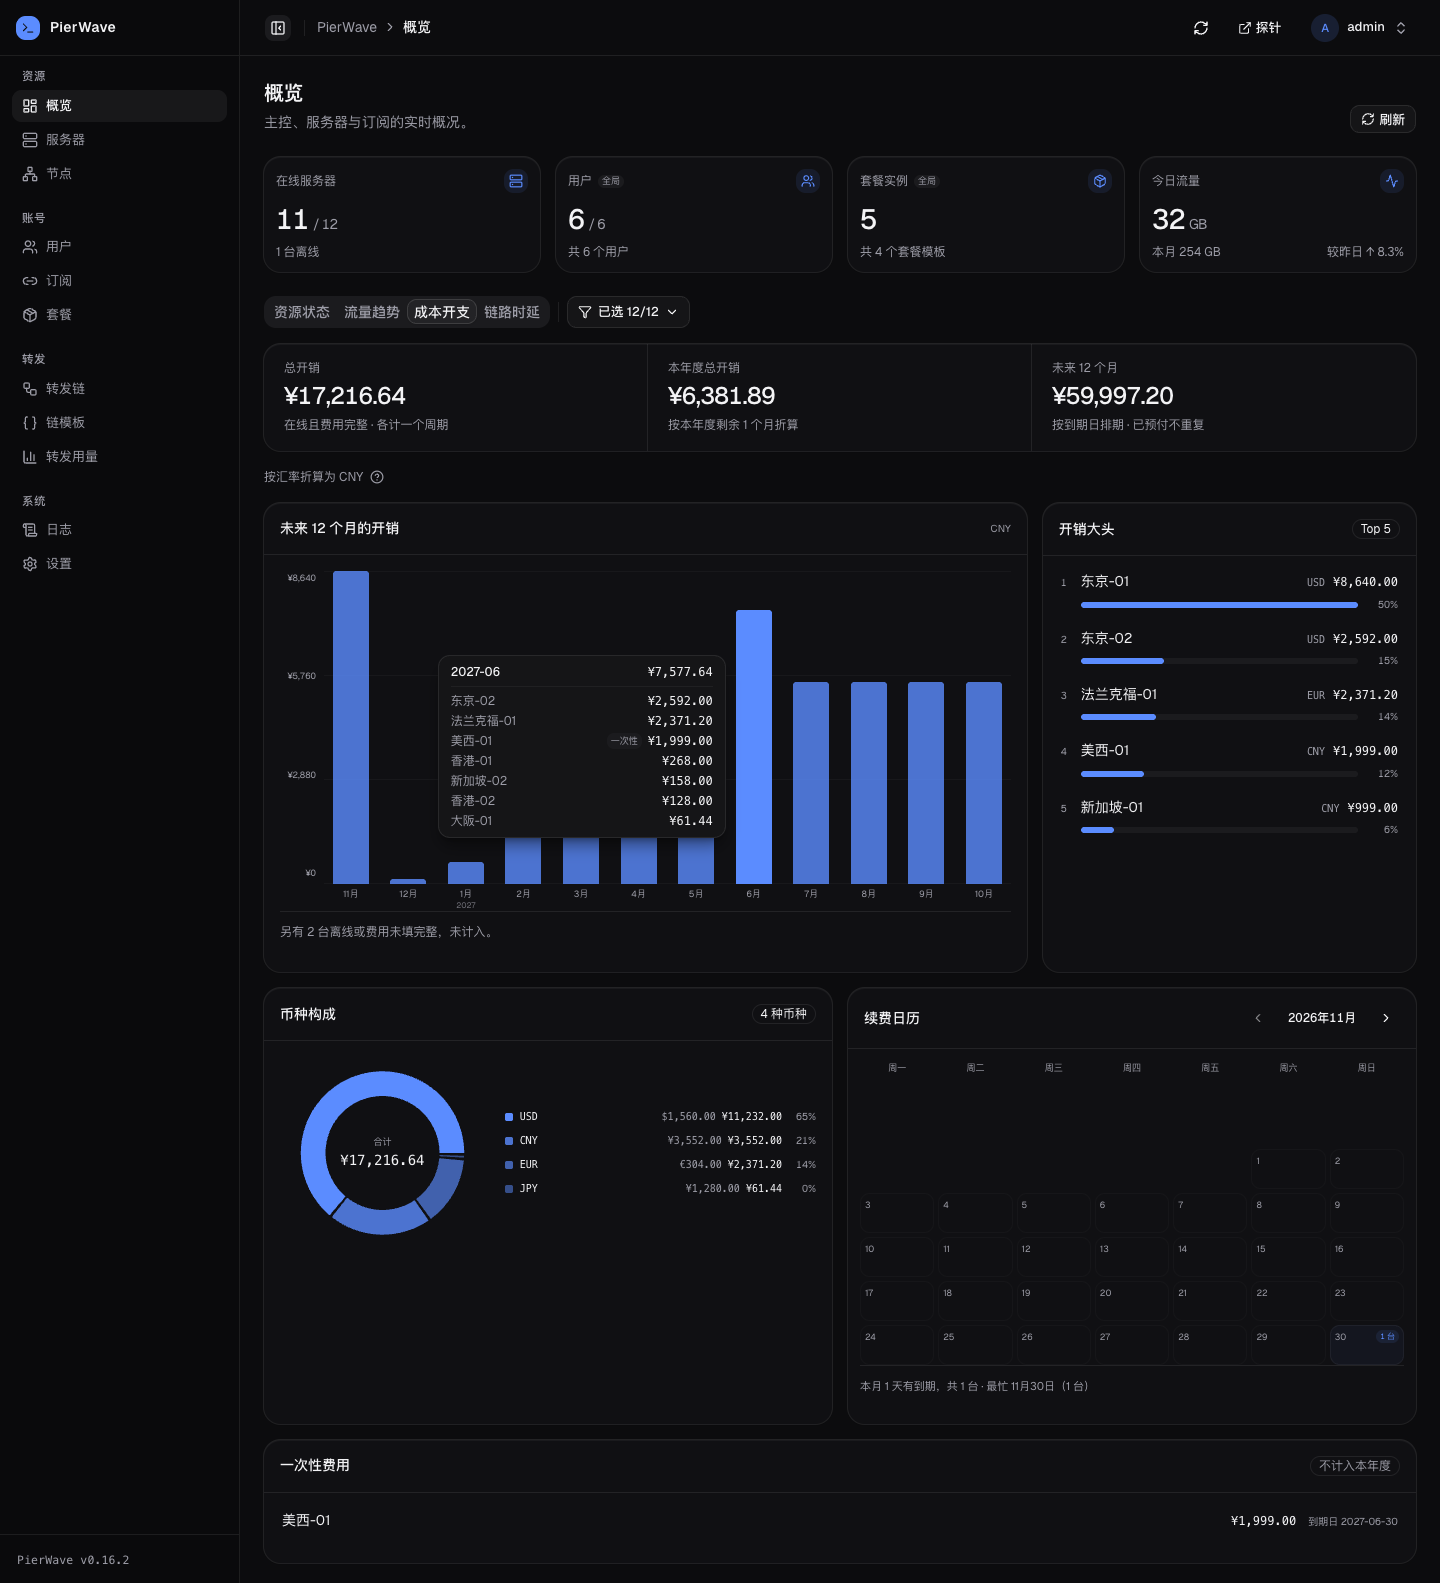 PierWave
PierWave > 概览
探针
A
admin
资源
概览
服务器
节点
账号
用户
订阅
套餐
转发
转发链
链模板
转发用量
系统
日志
设置
PierWave v0.16.2
概览
主控、服务器与订阅的实时概况。
刷新
在线服务器
11 / 12
1 台离线
用户 全局
6 / 6
共 6 个用户
套餐实例 全局
5
共 4 个套餐模板
今日流量
32 GB
本月 254 GB 较昨日 ↑ 8.3%
资源状态 流量趋势 成本开支 链路时延 已选 12/12
总开销
¥17,216.64
在线且费用完整 · 各计一个周期
本年度总开销
¥6,381.89
按本年度剩余 1 个月折算
未来 12 个月
¥59,997.20
按到期日排期 · 已预付不重复
按汇率折算为 CNY
未来 12 个月的开销 CNY
¥8,640
¥5,760
¥2,880
¥0
2027-06 ¥7,577.64
东京-02 ¥2,592.00
法兰克福-01 ¥2,371.20
美西-01 一次性 ¥1,999.00
香港-01 ¥268.00
新加坡-02 ¥158.00
香港-02 ¥128.00
大阪-01 ¥61.44
11月 12月 1月 2月 3月 4月 5月 6月 7月 8月 9月 10月
2027
另有 2 台离线或费用未填完整，未计入。
开销大头 Top 5
1 东京-01 USD ¥8,640.00
50%
2 东京-02 USD ¥2,592.00
15%
3 法兰克福-01 EUR ¥2,371.20
14%
4 美西-01 CNY ¥1,999.00
12%
5 新加坡-01 CNY ¥999.00
6%
币种构成 4 种币种
合计
¥17,216.64
USD $1,560.00 ¥11,232.00 65%
CNY ¥3,552.00 ¥3,552.00 21%
EUR €304.00 ¥2,371.20 14%
JPY ¥1,280.00 ¥61.44 0%
续费日历 2026年11月
周一 周二 周三 周四 周五 周六 周日
1 2
3 4 5 6 7 8 9
10 11 12 13 14 15 16
17 18 19 20 21 22 23
24 25 26 27 28 29 30 1 台
本月 1 天有到期，共 1 台 · 最忙 11月30日（1 台）
一次性费用 不计入本年度
美西-01 ¥1,999.00 到期日 2027-06-30